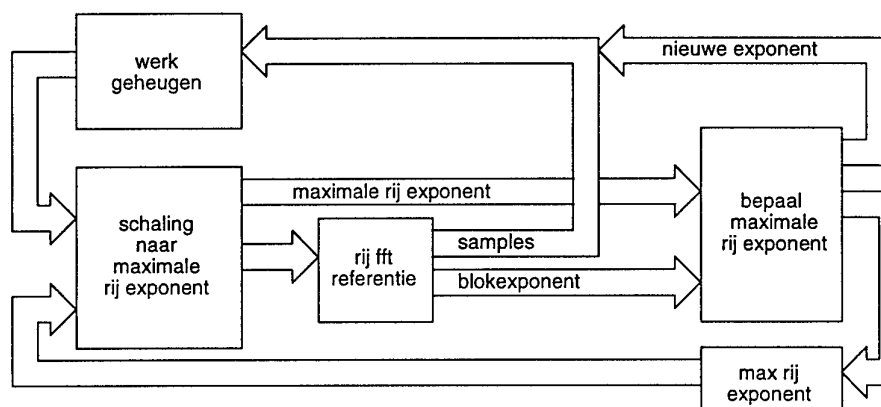 werk
geheugen
nieuwe exponent
maximale rij exponent
schaling
naar
maximale
rij exponent
rij fft
referentie
samples
blokexponent
bepaal
maximale
rij exponent
max rij
exponent